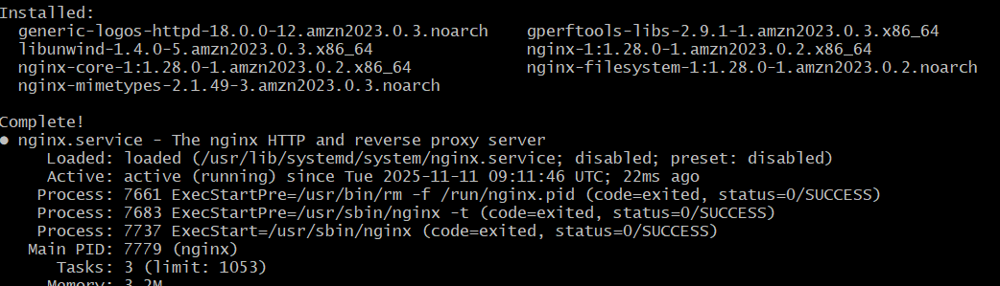 Installed:
generic-logos-httpd-18.0.0-12.amzn2023.0.3.noarch gperftools-libs-2.9.1-1.amzn2023.0.3.x86_64
libunwind-1.4.0-5.amzn2023.0.3.x86_64 nginx-1:1.28.0-1.amzn2023.0.2.x86_64
nginx-core-1:1.28.0-1.amzn2023.0.2.x86_64 nginx-filesystem-1:1.28.0-1.amzn2023.0.2.noarch
nginx-mimetypes-2.1.49-3.amzn2023.0.3.noarch
Complete!
● nginx.service - The nginx HTTP and reverse proxy server
Loaded: loaded (/usr/lib/systemd/system/nginx.service; disabled; preset: disabled)
Active: active (running) since Tue 2025-11-11 09:11:46 UTC; 22ms ago
Process: 7661 ExecStartPre=/usr/bin/rm -f /run/nginx.pid (code=exited, status=0/SUCCESS)
Process: 7683 ExecStartPre=/usr/sbin/nginx -t (code=exited, status=0/SUCCESS)
Process: 7737 ExecStart=/usr/sbin/nginx (code=exited, status=0/SUCCESS)
Main PID: 7779 (nginx)
Tasks: 3 (limit: 1053)
Memory: 3.2M